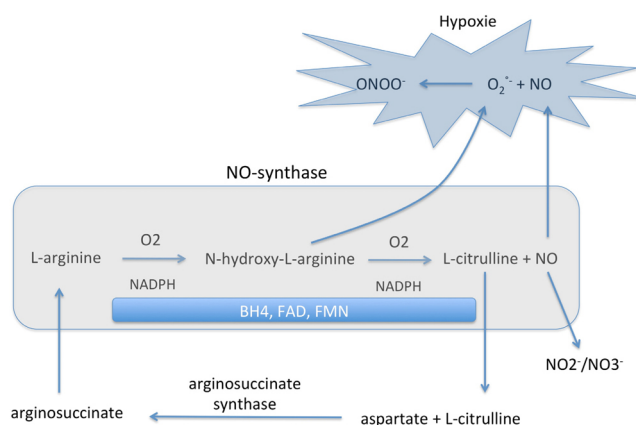 Hypoxie
ONOO⁻
O₂*⁻ + NO
NO-synthase
L-arginine
O2
N-hydroxy-L-arginine
O2
L-citrulline + NO
NADPH
NADPH
BH4, FAD, FMN
NO2⁻/NO3⁻
arginosuccinate
arginosuccinate
synthase
aspartate + L-citrulline